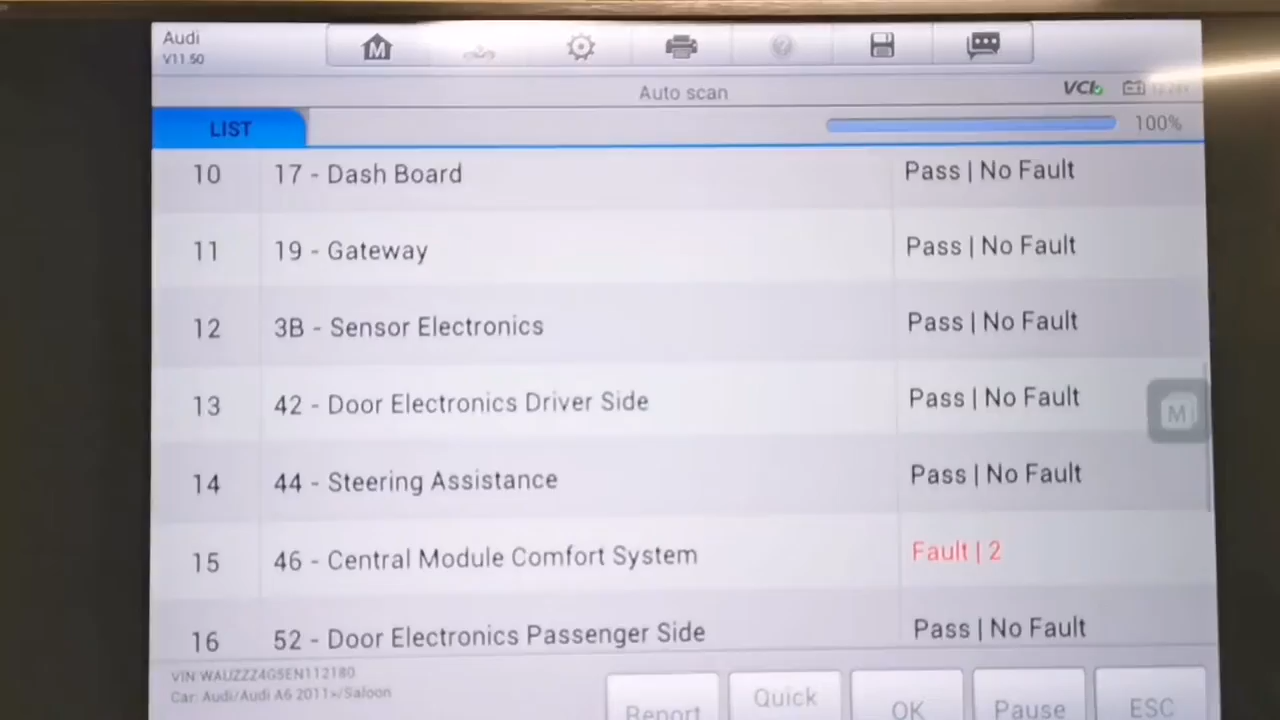 Audi
V11.50
M
Auto scan
VCI
LIST
100%
10 17 - Dash Board Pass | No Fault
11 19 - Gateway Pass | No Fault
12 3B - Sensor Electronics Pass | No Fault
13 42 - Door Electronics Driver Side Pass | No Fault
M
14 44 - Steering Assistance Pass | No Fault
15 46 - Central Module Comfort System Fault | 2
16 52 - Door Electronics Passenger Side Pass | No Fault
VIN:WAUZZZ4G5EN112180
Car: Audi/Audi A6 2011>/Saloon
Report Quick OK Pause ESC